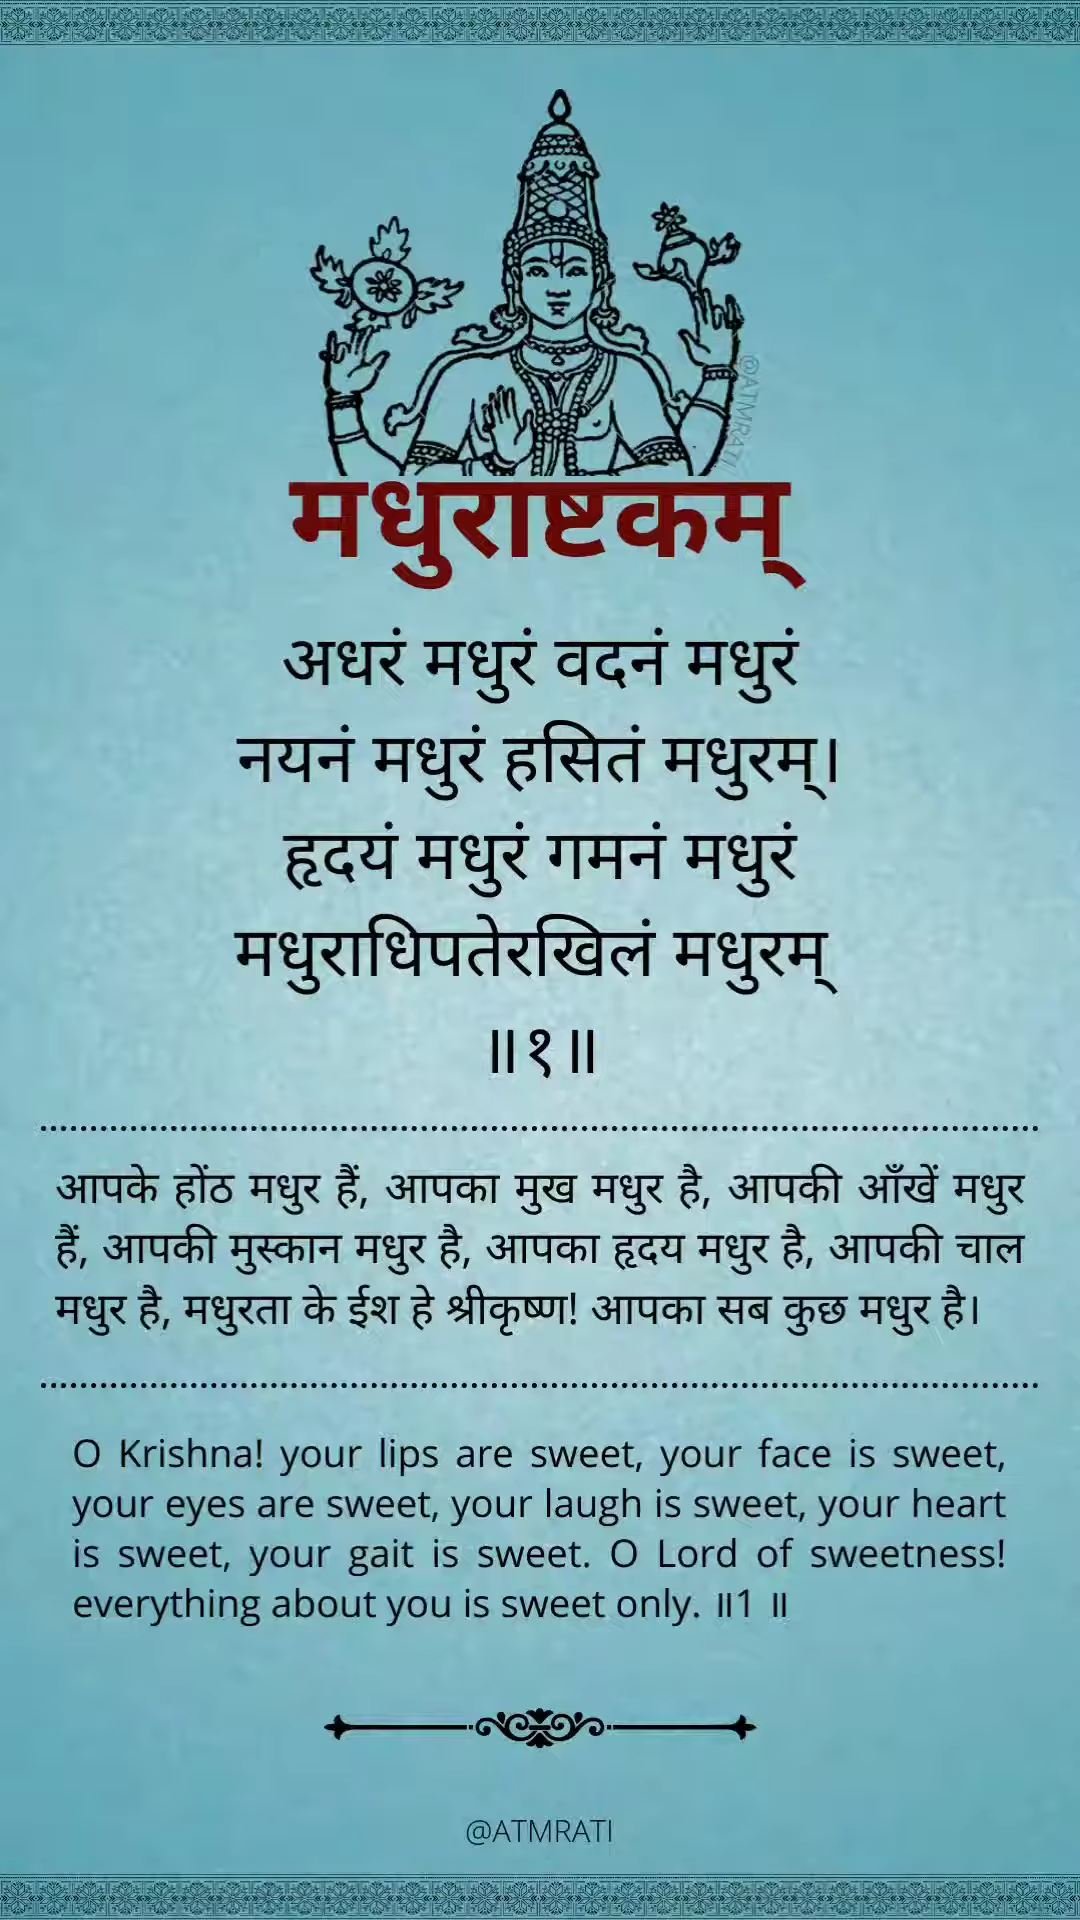 @ATMRATI
मधुराष्टकम्
अधरं मधुरं वदनं मधुरं
नयनं मधुरं हसितं मधुरम्।
हृदयं मधुरं गमनं मधुरं
मधुराधिपतेरखिलं मधुरम्
॥१॥
आपके होंठ मधुर हैं, आपका मुख मधुर है, आपकी आँखें मधुर
हैं, आपकी मुस्कान मधुर है, आपका हृदय मधुर है, आपकी चाल
मधुर है, मधुरता के ईश हे श्रीकृष्ण! आपका सब कुछ मधुर है।
O Krishna! your lips are sweet, your face is sweet,
your eyes are sweet, your laugh is sweet, your heart
is sweet, your gait is sweet. O Lord of sweetness!
everything about you is sweet only. ॥1 ॥
@ATMRATI